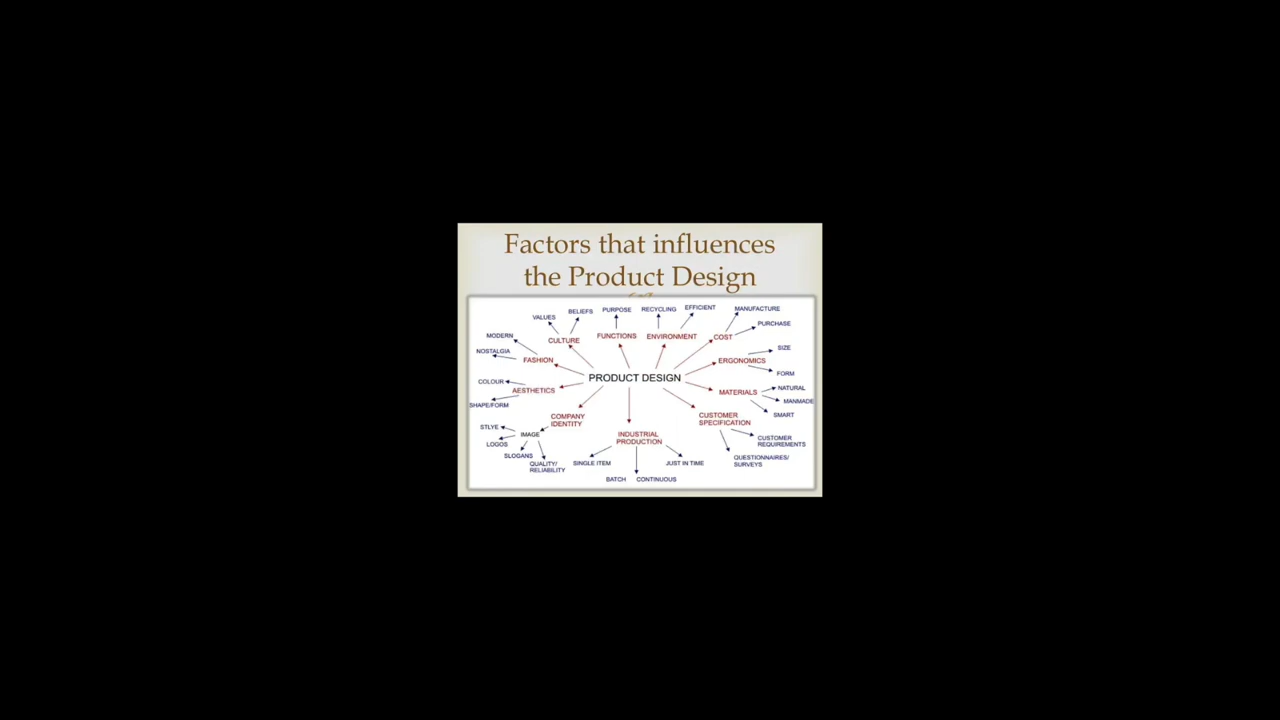 Factors that influences
the Product Design
VALUES
BELIEFS
PURPOSE
RECYCLING
EFFICIENT
MANUFACTURE
PURCHASE
MODERN
CULTURE
FUNCTIONS
ENVIRONMENT
COST
NOSTALGIA
FASHION
ERGONOMICS
SIZE
FORM
PRODUCT DESIGN
COLOUR
AESTHETICS
MATERIALS
NATURAL
MANMADE
SMART
SHAPE/FORM
COMPANY
IDENTITY
CUSTOMER
SPECIFICATION
STLYE
IMAGE
LOGOS
SLOGANS
QUALITY/
RELIABILITY
INDUSTRIAL
PRODUCTION
CUSTOMER
REQUIREMENTS
QUESTIONNAIRES/
SURVEYS
SINGLE ITEM
JUST IN TIME
BATCH
CONTINUOUS